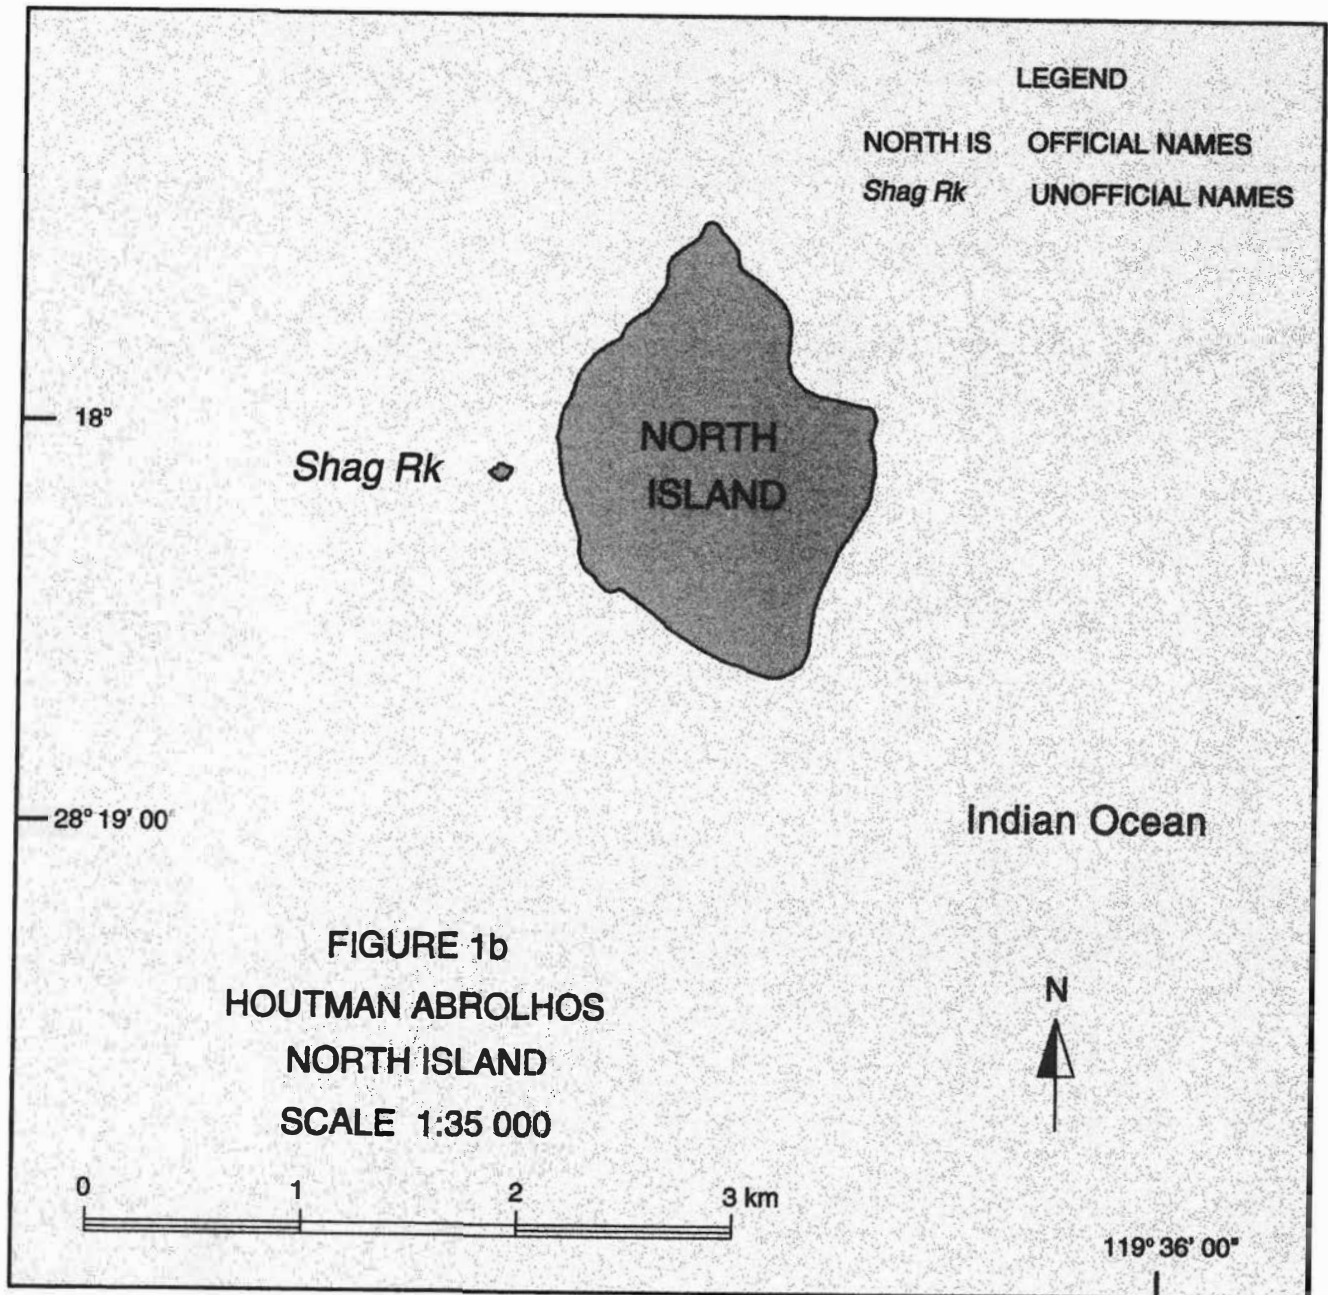 LEGEND
NORTH IS OFFICIAL NAMES
Shag Rk UNOFFICIAL NAMES
18°
NORTH
ISLAND
Shag Rk
28° 19' 00"
Indian Ocean
FIGURE 1b
HOUTMAN ABROLHOS
NORTH ISLAND
SCALE 1:35 000
N
0 1 2 3 km
119° 36' 00"